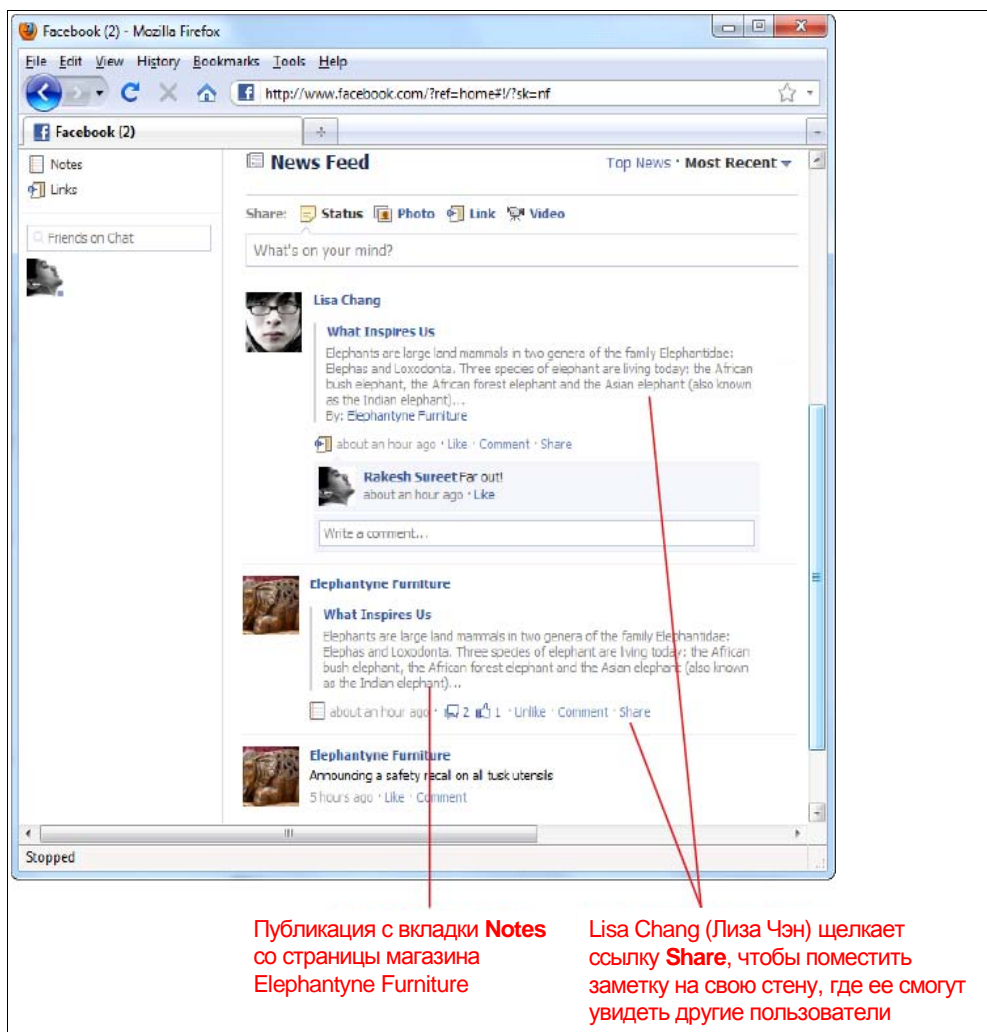 Facebook (2) - Mozilla Firefox
File Edit View History Bookmarks Tools Help
http://www.facebook.com/?ref=home#!/?sk=nf
Facebook (2)
Notes
Links
Friends on Chat
News Feed
Top News · Most Recent
Share: Status Photo Link Video
What's on your mind?
Lisa Chang
What Inspires Us
Elephants are large land mammals in two genera of the family Elephantidae:
Elephas and Loxodonta. Three species of elephant are living today: the African
bush elephant, the African forest elephant and the Asian elephant (also known
as the Indian elephant)...
By: Elephantyne Furniture
about an hour ago · Like · Comment · Share
Rakesh Sureet Far out!
about an hour ago · Like
Write a comment...
Elephantyne Furniture
What Inspires Us
Elephants are large land mammals in two genera of the family Elephantidae:
Elephas and Loxodonta. Three species of elephant are living today: the African
bush elephant, the African forest elephant and the Asian elephant (also known
as the Indian elephant)...
about an hour ago · 2 1 · Unlike · Comment · Share
Elephantyne Furniture
Announcing a safety recal on all tusk utensils
5 hours ago · Like · Comment
Stopped
Публикация с вкладки Notes
со страницы магазина
Elephantyne Furniture
Lisa Chang (Лиза Чэн) щелкает
ссылку Share, чтобы поместить
заметку на свою стену, где ее смогут
увидеть другие пользователи